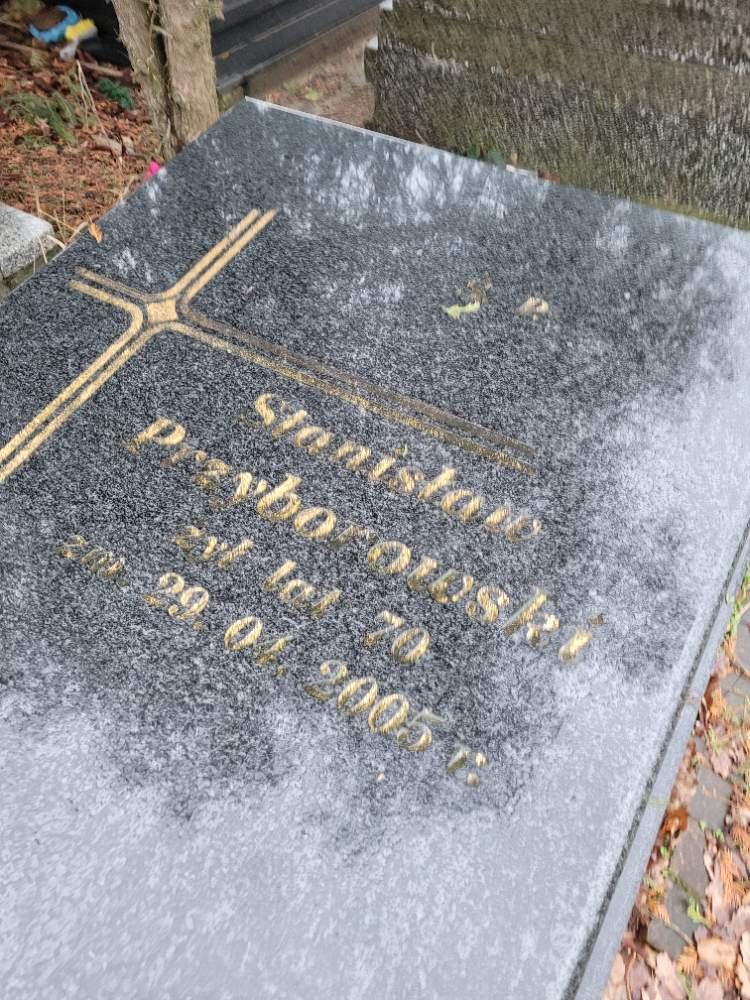 Stanisław
Przyborowski
żył lat 70
zm. 29. 04. 2005 r.